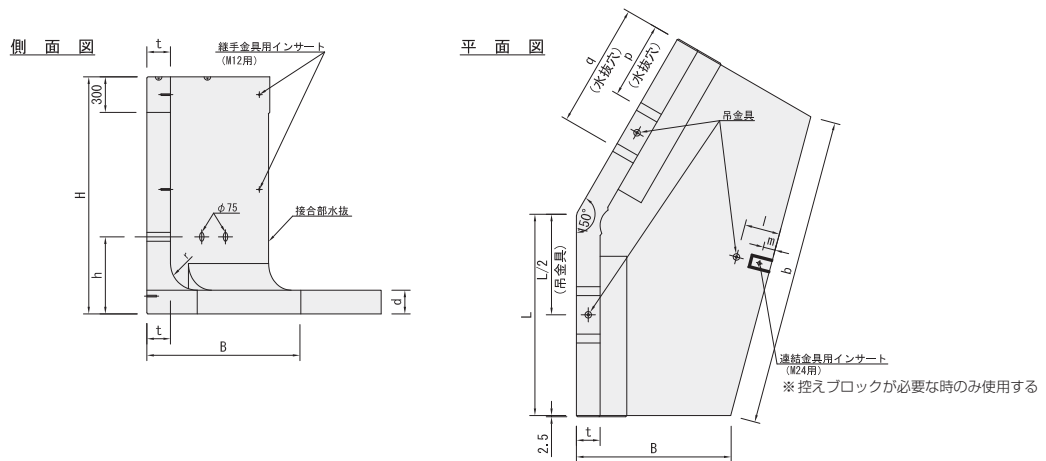 側面図
t
継手金具用インサート
(M12用)
300
H
φ75
接合部水抜
h
r
d
t
B
平面図
q
(水抜穴)
p
(水抜穴)
吊金具
150°
L/2
(吊金具)
L
l
m
b
連結金具用インサート
(M24用)
※控えブロックが必要な時のみ使用する
2.5
t
B